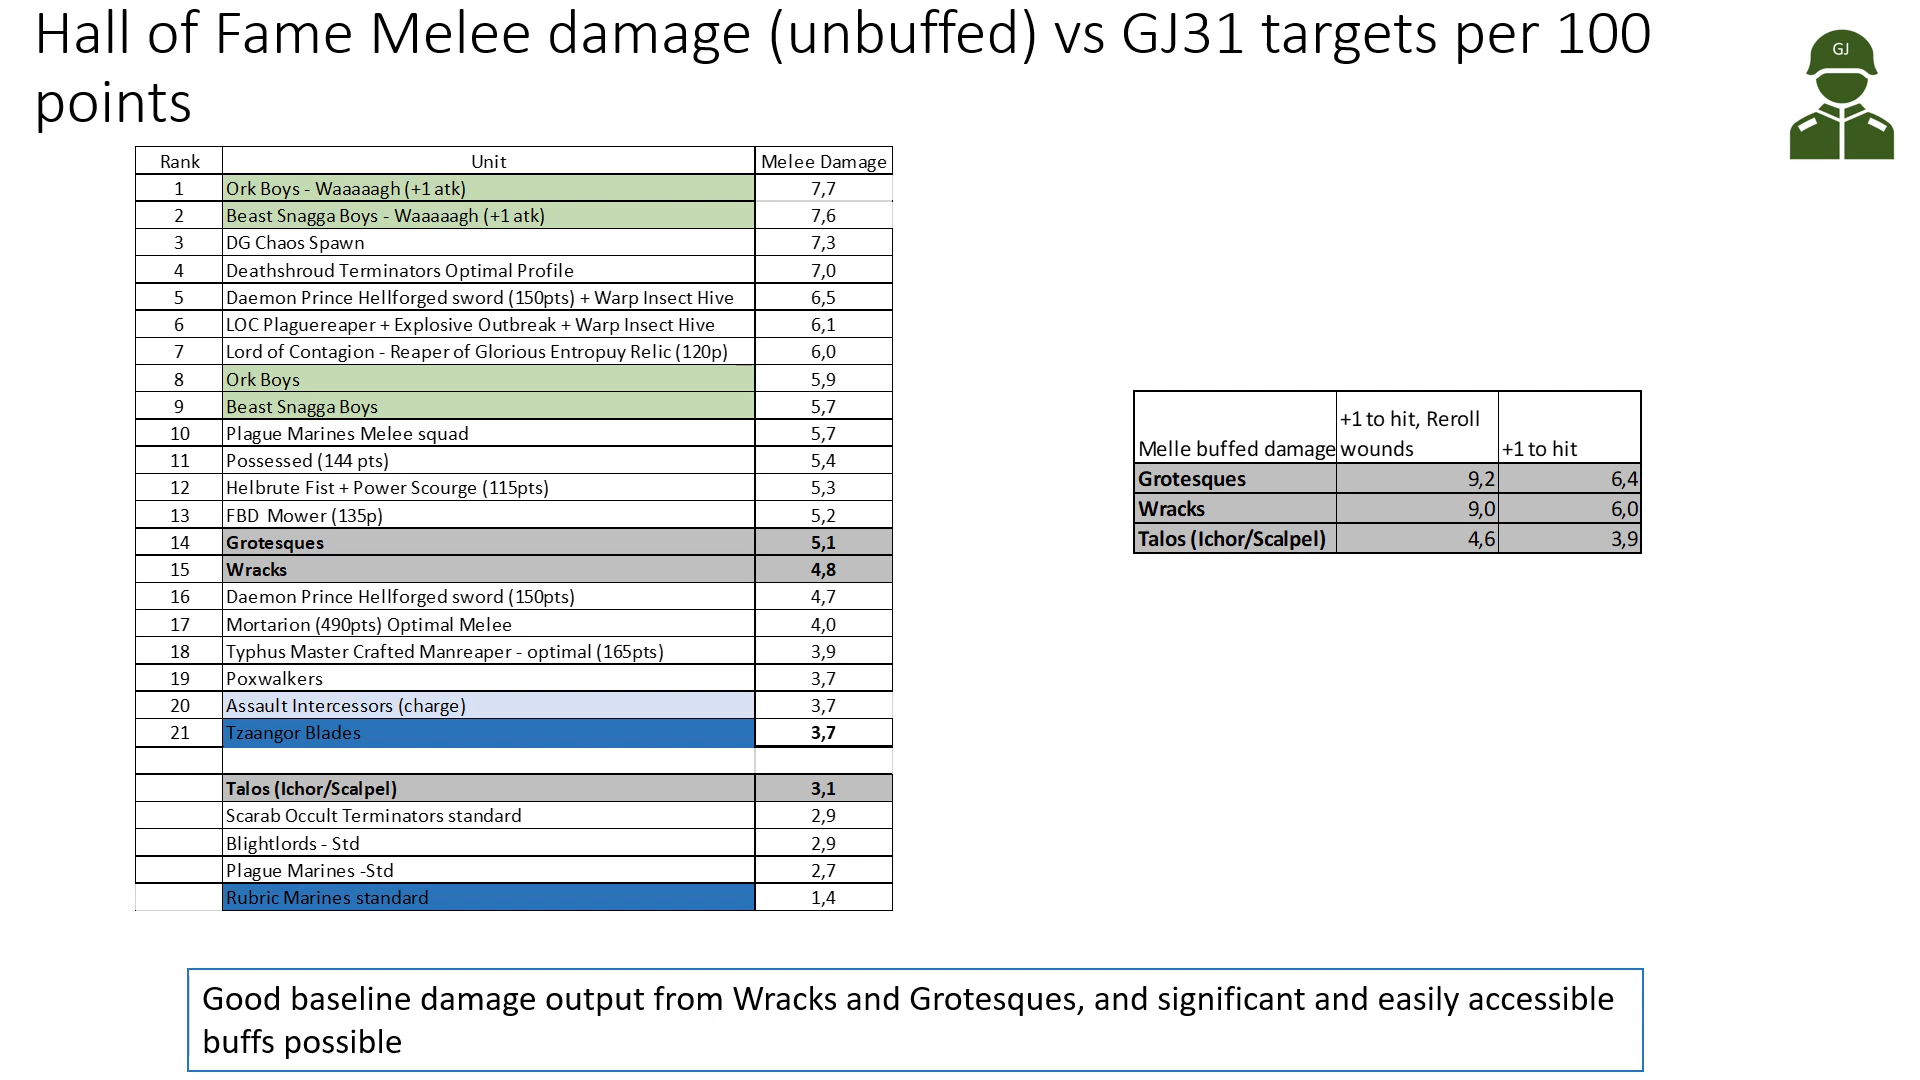 Hall of Fame Melee damage (unbuffed) vs GJ31 targets per 100
points
GJ
Rank Unit Melee Damage
1 Ork Boys - Waaaaagh (+1 atk) 7,7
2 Beast Snagga Boys - Waaaaagh (+1 atk) 7,6
3 DG Chaos Spawn 7,3
4 Deathshroud Terminators Optimal Profile 7,0
5 Daemon Prince Hellforged sword (150pts) + Warp Insect Hive 6,5
6 LOC Plaguereaper + Explosive Outbreak + Warp Insect Hive 6,1
7 Lord of Contagion - Reaper of Glorious Entropuy Relic (120p) 6,0
8 Ork Boys 5,9
9 Beast Snagga Boys 5,7
10 Plague Marines Melee squad 5,7
11 Possessed (144 pts) 5,4
12 Helbrute Fist + Power Scourge (115pts) 5,3
13 FBD Mower (135p) 5,2
14 Grotesques 5,1
15 Wracks 4,8
16 Daemon Prince Hellforged sword (150pts) 4,7
17 Mortarion (490pts) Optimal Melee 4,0
18 Typhus Master Crafted Manreaper - optimal (165pts) 3,9
19 Poxwalkers 3,7
20 Assault Intercessors (charge) 3,7
21 Tzaangor Blades 3,7
Talos (Ichor/Scalpel) 3,1
Scarab Occult Terminators standard 2,9
Blightlords - Std 2,9
Plague Marines -Std 2,7
Rubric Marines standard 1,4
+1 to hit, Reroll
Melle buffed damage wounds +1 to hit
Grotesques 9,2 6,4
Wracks 9,0 6,0
Talos (Ichor/Scalpel) 4,6 3,9
Good baseline damage output from Wracks and Grotesques, and significant and easily accessible
buffs possible